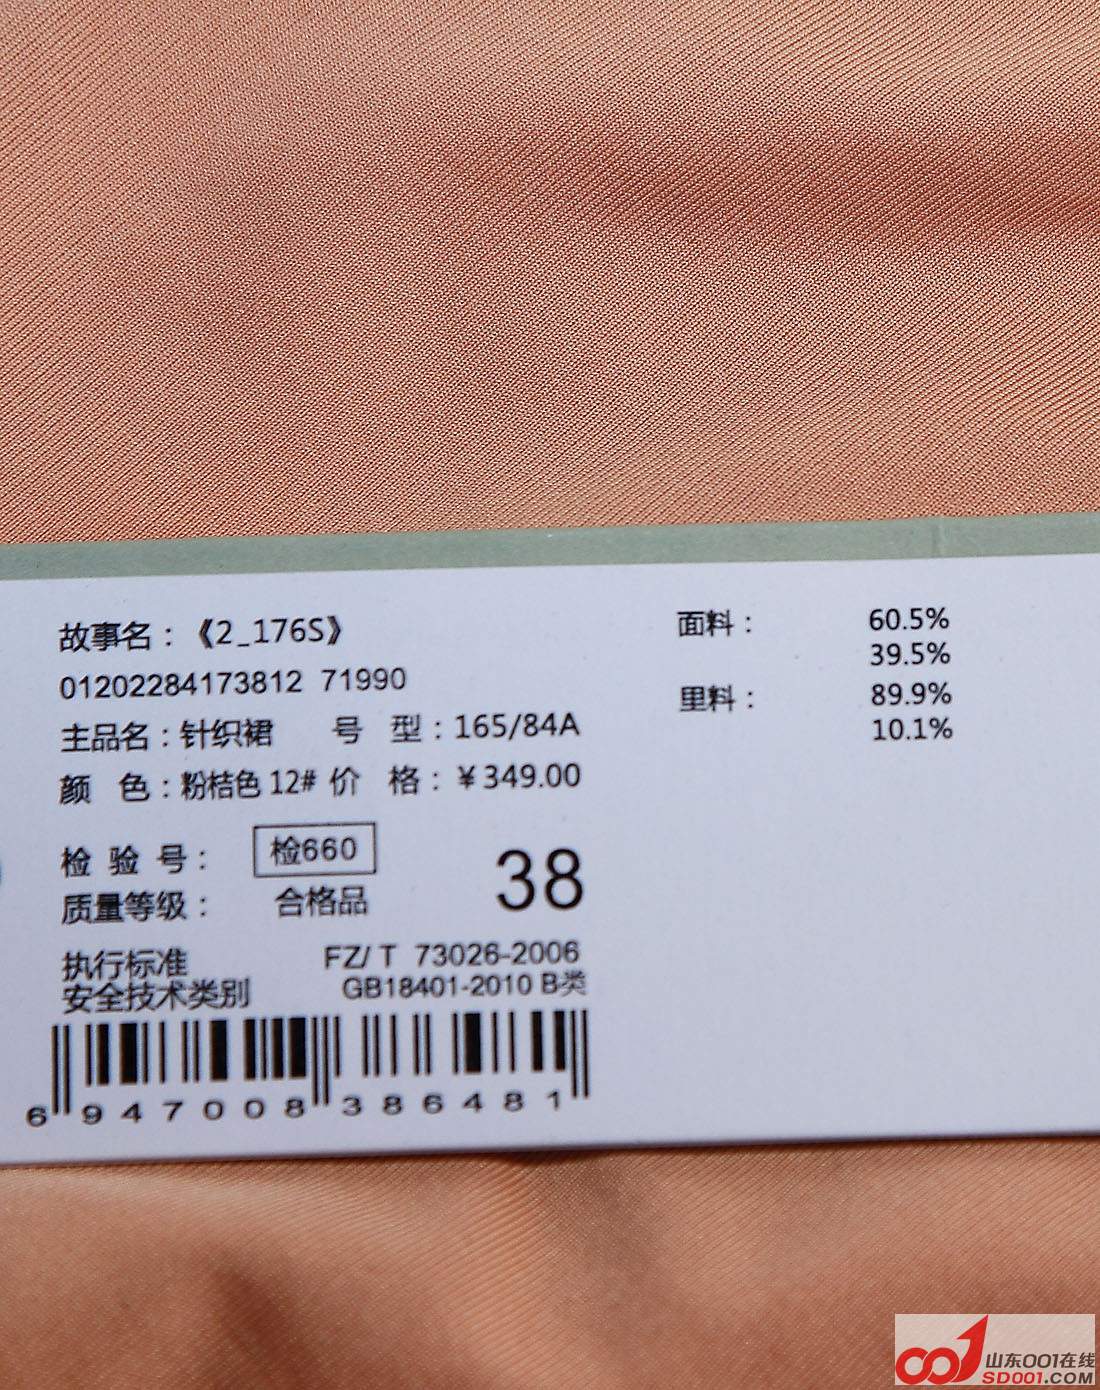 故事名：《2_176S》
01202284173812 71990
主品名：针织裙 号 型：165/84A
颜 色：粉桔色 12# 价 格：￥349.00
检 验 号： 检660
质量等级： 合格品
38
执行标准 FZ/ T 73026-2006
安全技术类别 GB18401-2010 B类
6 947008 386481
面料： 60.5%
39.5%
里料： 89.9%
10.1%
山东001在线
SD001.COM